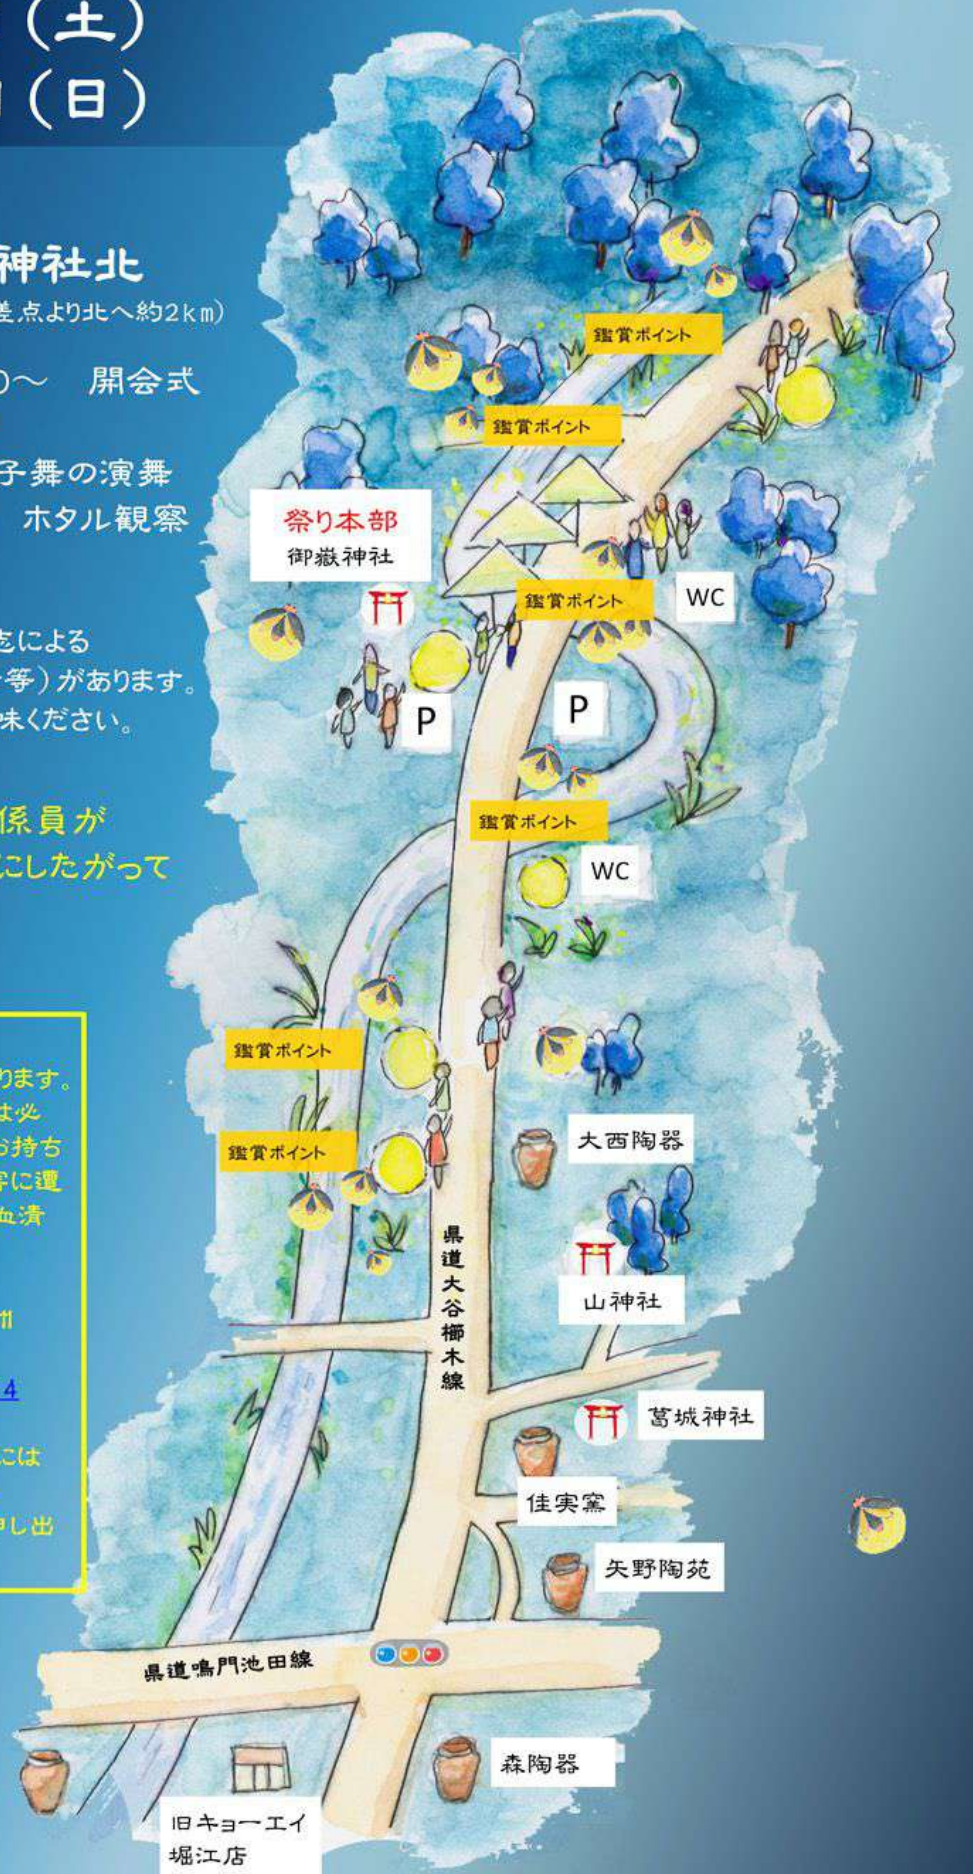 （土）
（日）
神社北
差点より北へ約2km）
0～　開会式
子舞の演舞
ホタル観察
志による
等）があります。
味ください。
係員が
にしたがって
ります。
は必
お持ち
害に遭
血清
4
には
申し出
鑑賞ポイント
鑑賞ポイント
祭り本部
御嶽神社
鑑賞ポイント
WC
P
P
鑑賞ポイント
WC
鑑賞ポイント
鑑賞ポイント
大西陶器
山神社
県道大谷櫛木線
葛城神社
佳実窯
矢野陶苑
県道鳴門池田線
森陶器
旧キョーエイ
堀江店